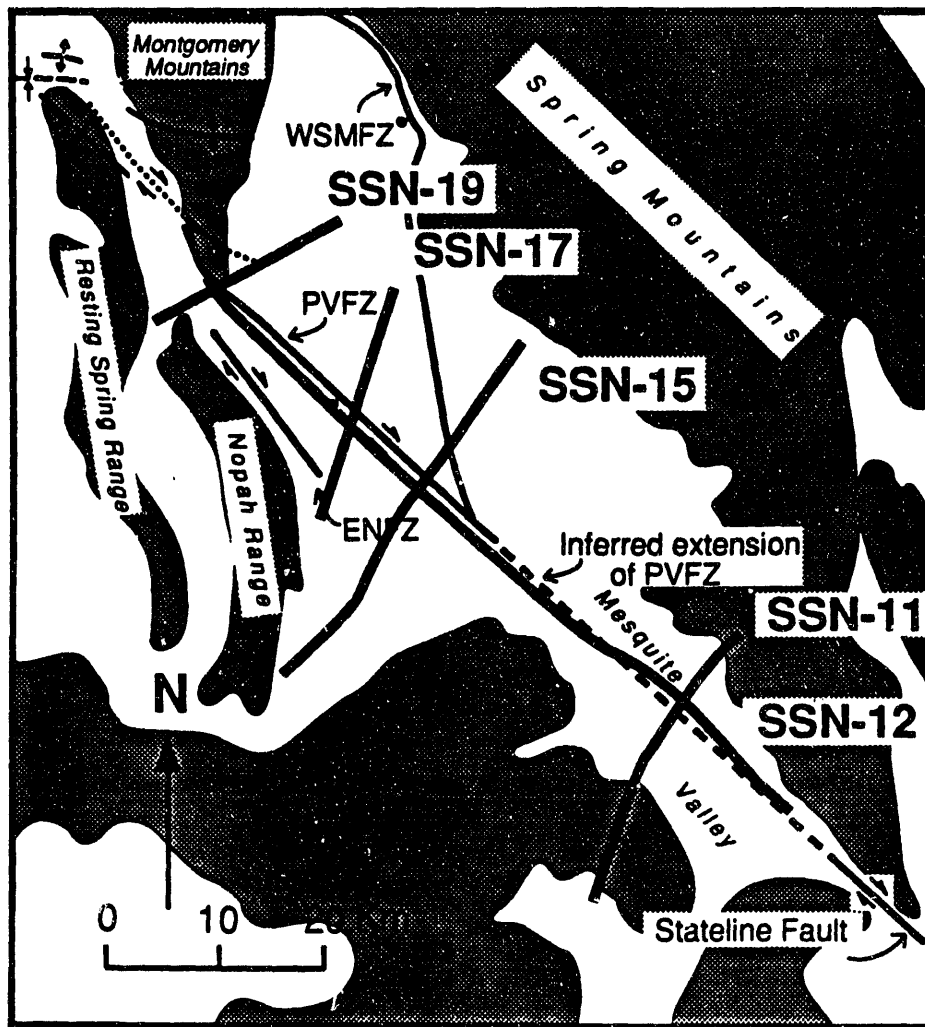 Montgomery
Mountains
WSMFZ
Spring Mountains
SSN-19
SSN-17
PVFZ
SSN-15
Resting Spring Range
Nopah Range
ENFZ
Inferred extension
of PVFZ
Mesquite
SSN-11
N
SSN-12
Valley
0 10 20
Stateline Fault